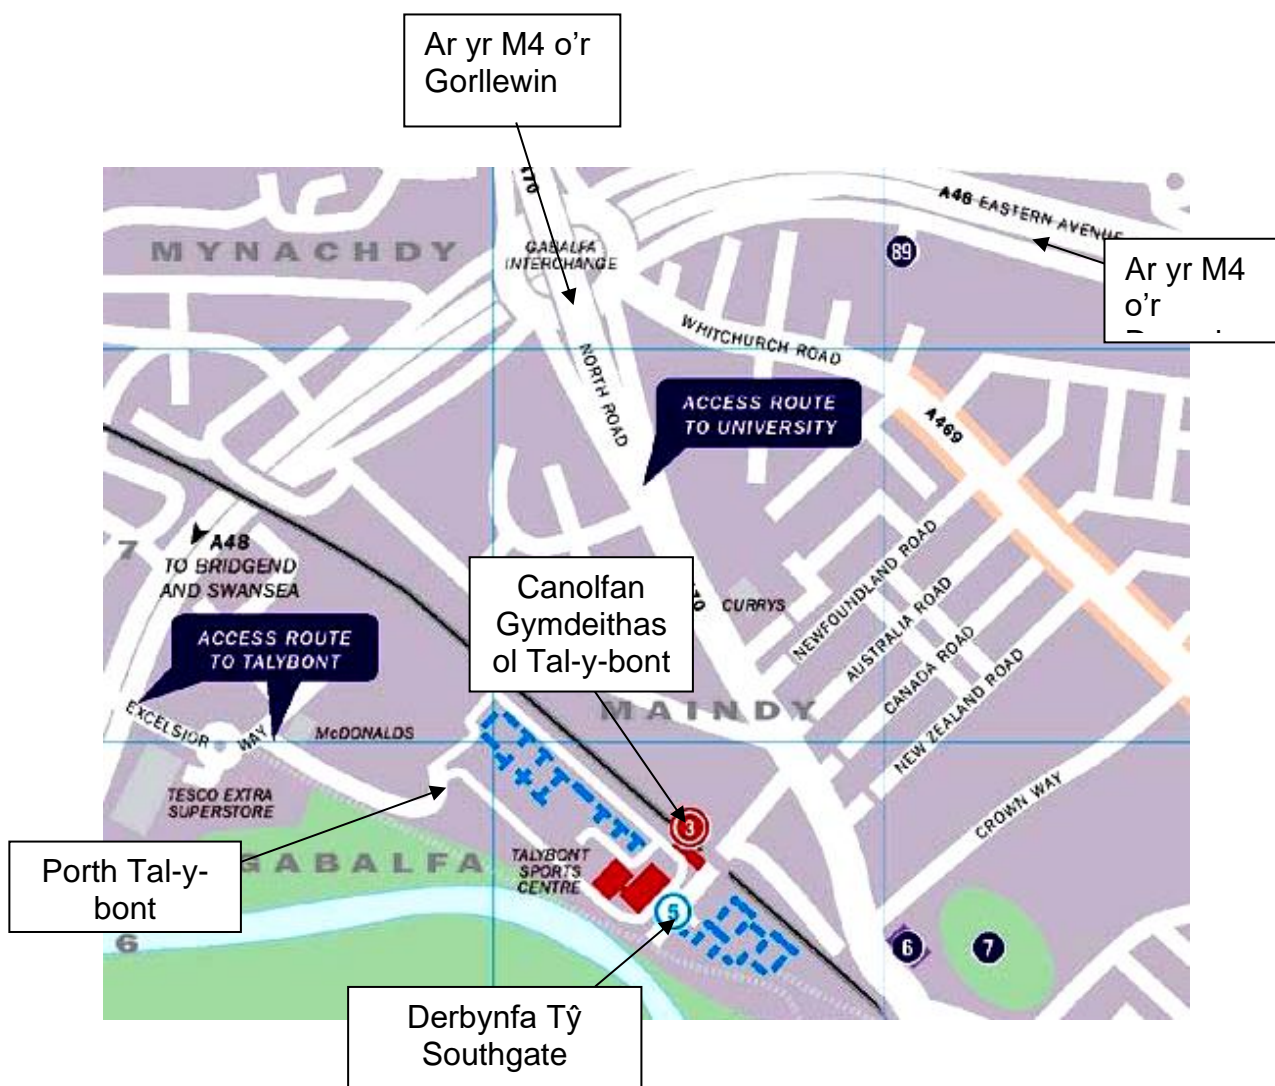 Ar yr M4 o'r
Gorllewin
A48 EASTERN AVENUE
MYNACHDY
GABALFA
INTERCHANGE
89
Ar yr M4
o'r
WHITCHURCH ROAD
NORTH ROAD
ACCESS ROUTE
TO UNIVERSITY
A469
7
A48
TO BRIDGEND
AND SWANSEA
NEWFOUNDLAND ROAD
Canolfan
Gymdeithas
ol Tal-y-bont
CURRYS
AUSTRALIA ROAD
ACCESS ROUTE
TO TALYBONT
CANADA ROAD
NEW ZEALAND ROAD
MAINDY
EXCELSIOR WAY
McDONALDS
TESCO EXTRA
SUPERSTORE
CROWN WAY
3
Porth Tal-y-
bont
GABALFA
TALYBONT
SPORTS
CENTRE
5
6
6
7
Derbynfa Tŷ
Southgate